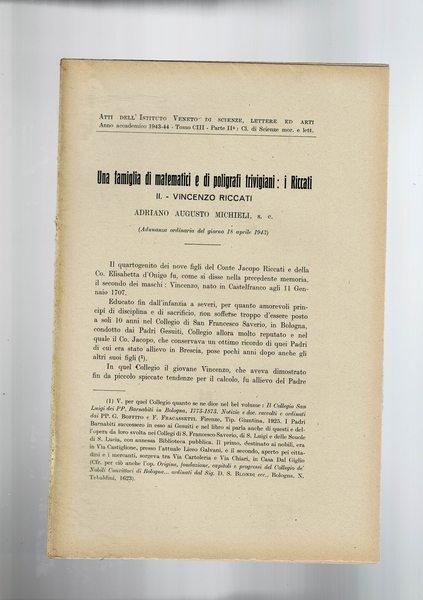 ATTI DELL'ISTITUTO VENETO DI SCIENZE, LETTERE ED ARTI
Anno accademico 1943-44 - Tomo CIII - Parte IIª: Cl. di Scienze mor. e lett.
Una famiglia di matematici e di poligrafi trivigiani: i Riccati
II. - VINCENZO RICCATI
ADRIANO AUGUSTO MICHIELI, s. c.
(Adunanza ordinaria del giorno 18 aprile 1943)
Il quartogenito dei nove figli del Conte Jacopo Riccati e della
Co. Elisabetta d'Onigo fu, come si disse nella precedente memoria,
il secondo dei maschi: Vincenzo, nato in Castelfranco agli 11 Gen-
naio 1707.
Educato fin dall'infanzia a severi, per quanto amorevoli prin-
cipi di disciplina e di sacrificio, non sofferse troppo d'essere posto
a soli 10 anni nel Collegio di San Francesco Saverio, in Bologna,
condotto dai Padri Gesuiti, Collegio allora molto reputato e nel
quale il Co. Jacopo, che conservava un ottimo ricordo di quei Padri
di cui era stato allievo in Brescia, pose pochi anni dopo anche gli
altri suoi figli (¹).
In quel Collegio il giovane Vincenzo, che aveva dimostrato
fin da piccolo spiccate tendenze per il calcolo, fu allievo del Padre
(1) V. per quel Collegio quanto se ne dice nel bel volume: Il Collegio San
Luigi dei PP. Barnabiti in Bologna, 1773-1873. Notizie e doc. raccolti e ordinati
dai PP. G. BOFFITO e F. FRACASSETTI. Firenze, Tip. Giuntina, 1925. I Padri
Barnabiti successero in esso ai Gesuiti e nel libro si parla anche di questi e del-
l'opera da loro svolta nei Collegi di S. Francesco Saverio, di S. Luigi e delle Scuole
di S. Lucia, con annessa Biblioteca pubblica. Il primo, destinato ai nobili, era
in Via Castiglione, presso l'attuale Liceo Galvani, e il secondo, aperto pei citta-
dini e i mercanti, sorgeva tra Via Cartoleria e Via Chiari, in Casa Dal Giglio
(Cfr. per ciò anche l'op. Origine, fondazione, capitoli e progressi del Collegio de'
Nobili Convittori di Bologna... ordinati dal Sig. D. S. BLONDI ecc., Bologna, N.
Tebaldini, 1623).